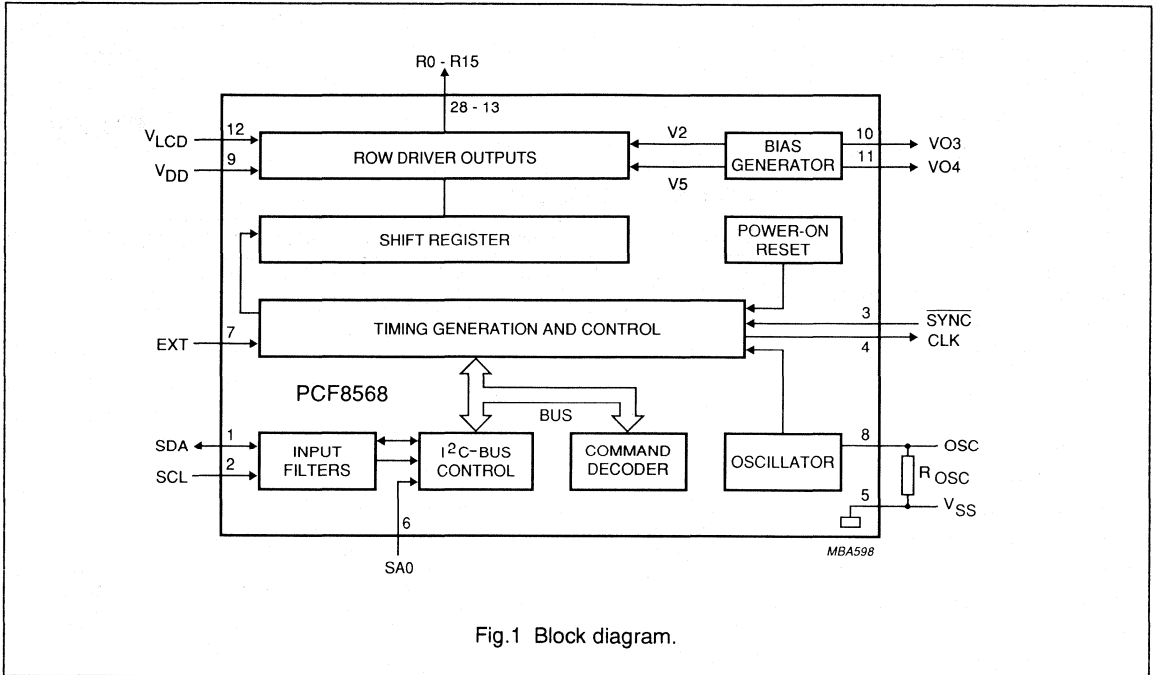 R0 - R15
28 - 13
VLCD
12
VDD
9
ROW DRIVER OUTPUTS
V2
V5
BIAS
GENERATOR
10
VO3
11
VO4
SHIFT REGISTER
POWER-ON
RESET
TIMING GENERATION AND CONTROL
EXT
7
3
SYNC
CLK
4
PCF8568
BUS
SDA
1
SCL
2
INPUT
FILTERS
I2C-BUS
CONTROL
COMMAND
DECODER
OSCILLATOR
8
OSC
ROSC
5
VSS
6
SA0
MBA598
Fig.1 Block diagram.